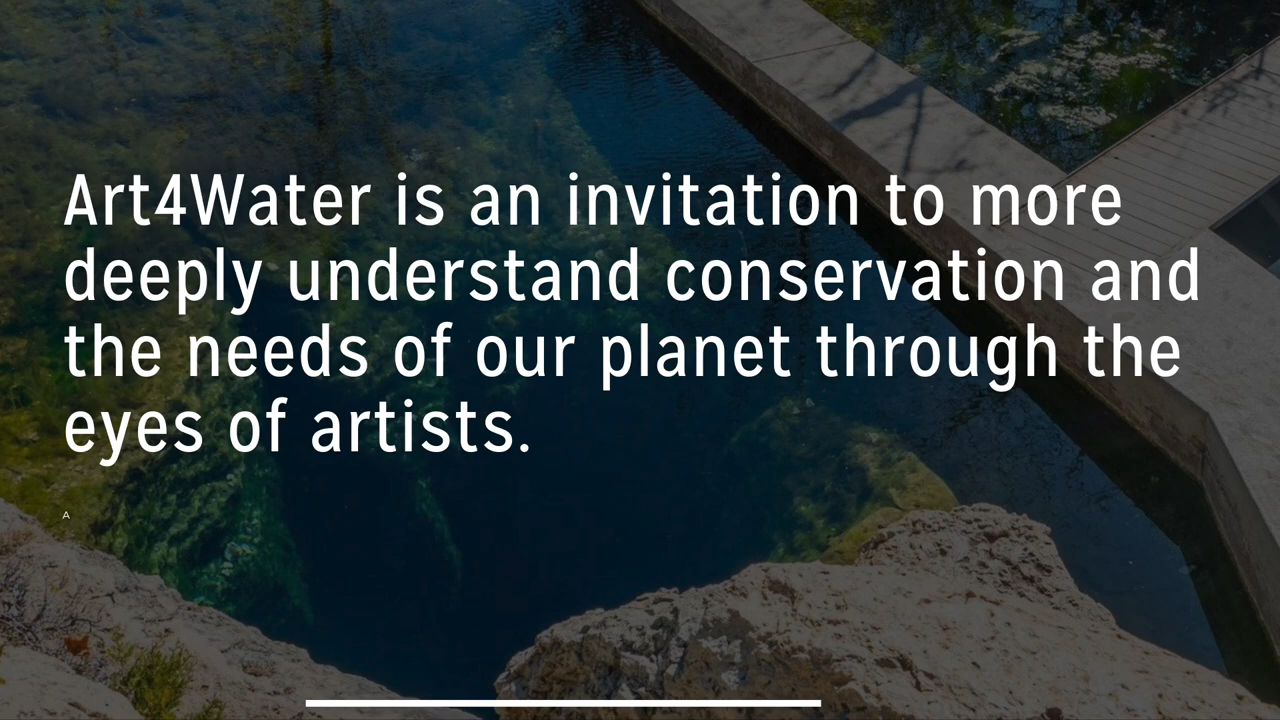 Art4Water is an invitation to more
deeply understand conservation and
the needs of our planet through the
eyes of artists.
A